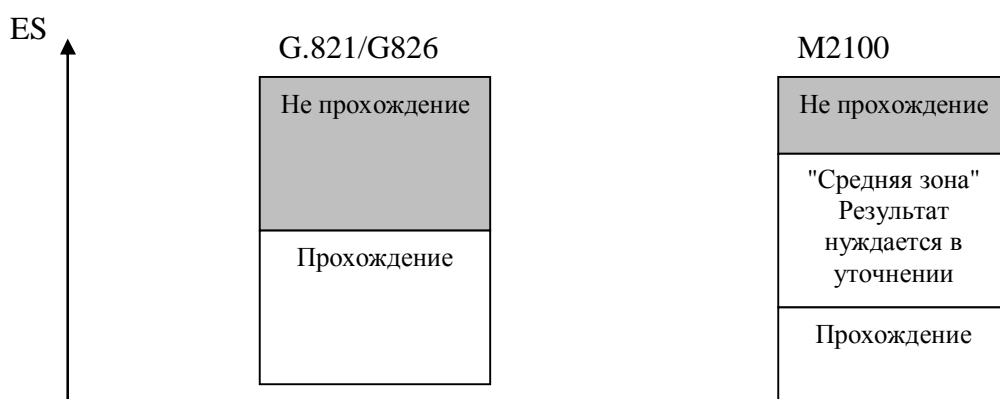 ES
G.821/G826
Не прохождение
Прохождение
M2100
Не прохождение
"Средняя зона"
Результат
нуждается в
уточнении
Прохождение